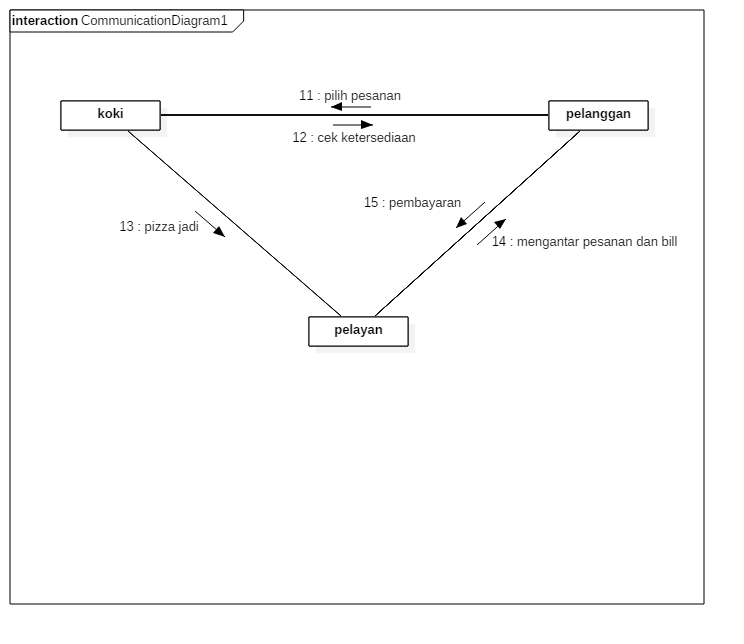 interaction CommunicationDiagram1
11 : pilih pesanan
koki
pelanggan
12 : cek ketersediaan
15 : pembayaran
13 : pizza jadi
14 : mengantar pesanan dan bill
pelayan